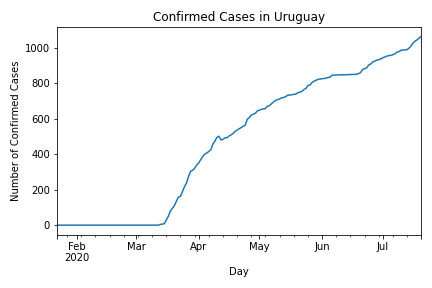 Confirmed Cases in Uruguay
Number of Confirmed Cases
1000
800
600
400
200
0
Feb Mar Apr May Jun Jul
2020
Day